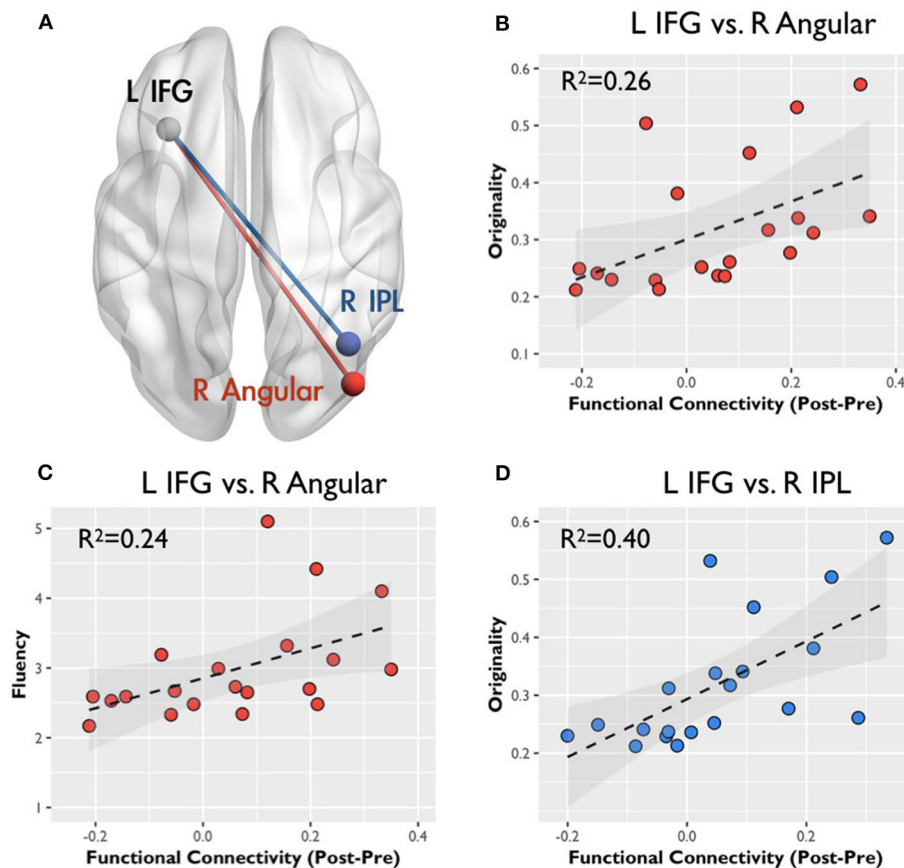 A
L IFG
R IPL
R Angular
B
L IFG vs. R Angular
R²=0.26
Originality
0.6
0.5
0.4
0.3
0.2
0.1
-0.2
0.0
0.2
0.4
Functional Connectivity (Post-Pre)
C
L IFG vs. R Angular
R²=0.24
Fluency
5
4
3
2
1
-0.2
0.0
0.2
0.4
Functional Connectivity (Post-Pre)
D
L IFG vs. R IPL
R²=0.40
Originality
0.6
0.5
0.4
0.3
0.2
-0.2
0.0
0.2
Functional Connectivity (Post-Pre)